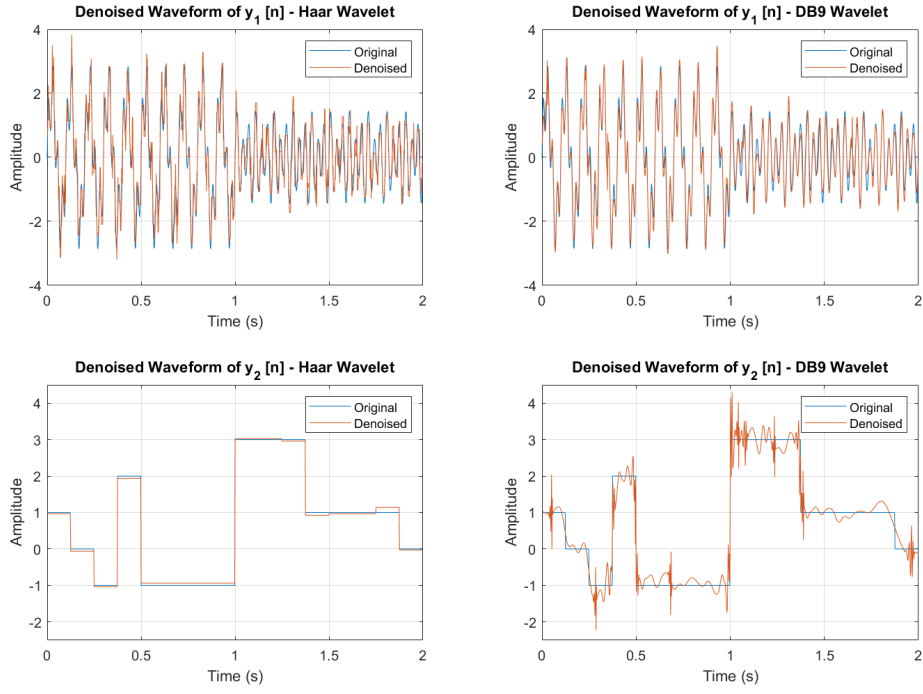 Denoised Waveform of y1 [n] - Haar Wavelet
4
2
0
-2
-4
Amplitude
Original
Denoised
0
0.5
1
1.5
2
Time (s)
Denoised Waveform of y1 [n] - DB9 Wavelet
4
2
0
-2
-4
Amplitude
Original
Denoised
0
0.5
1
1.5
2
Time (s)
Denoised Waveform of y2 [n] - Haar Wavelet
4
3
2
1
0
-1
-2
Amplitude
Original
Denoised
0
0.5
1
1.5
2
Time (s)
Denoised Waveform of y2 [n] - DB9 Wavelet
4
3
2
1
0
-1
-2
Amplitude
Original
Denoised
0
0.5
1
1.5
2
Time (s)